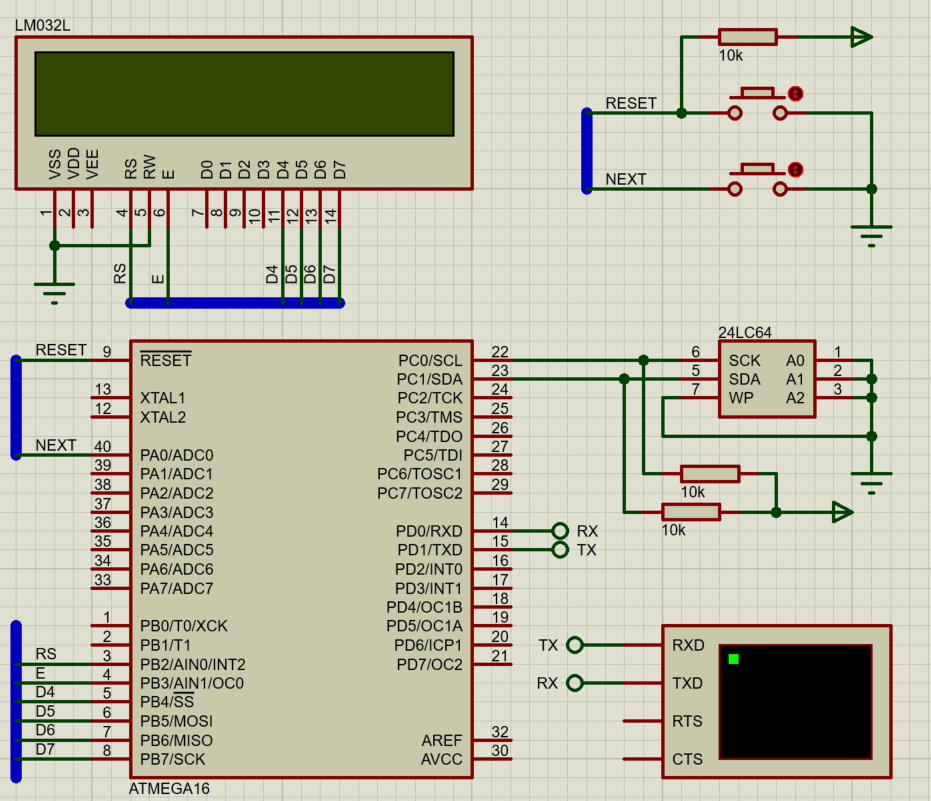 LM032L
VSS VDD VEE RS RW E D0 D1 D2 D3 D4 D5 D6 D7
1 2 3 4 5 6 7 8 9 10 11 12 13 14
RS E D4 D5 D6 D7
10k
RESET
NEXT
24LC64
6 SCK A0 1
5 SDA A1 2
7 WP A2 3
10k
10k
RESET 9 RESET PC0/SCL 22
PC1/SDA 23
13 XTAL1 PC2/TCK 24
12 XTAL2 PC3/TMS 25
PC4/TDO 26
NEXT 40 PA0/ADC0 PC5/TDI 27
39 PA1/ADC1 PC6/TOSC1 28
38 PA2/ADC2 PC7/TOSC2 29
37 PA3/ADC3
36 PA4/ADC4 PD0/RXD 14 RX
35 PA5/ADC5 PD1/TXD 15 TX
34 PA6/ADC6 PD2/INT0 16
33 PA7/ADC7 PD3/INT1 17
PD4/OC1B 18
1 PB0/T0/XCK PD5/OC1A 19
2 PB1/T1 PD6/ICP1 20
RS 3 PB2/AIN0/INT2 PD7/OC2 21
E 4 PB3/AIN1/OC0
D4 5 PB4/SS
D5 6 PB5/MOSI
D6 7 PB6/MISO AREF 32
D7 8 PB7/SCK AVCC 30
ATMEGA16
TX RXD
RX TXD
RTS
CTS